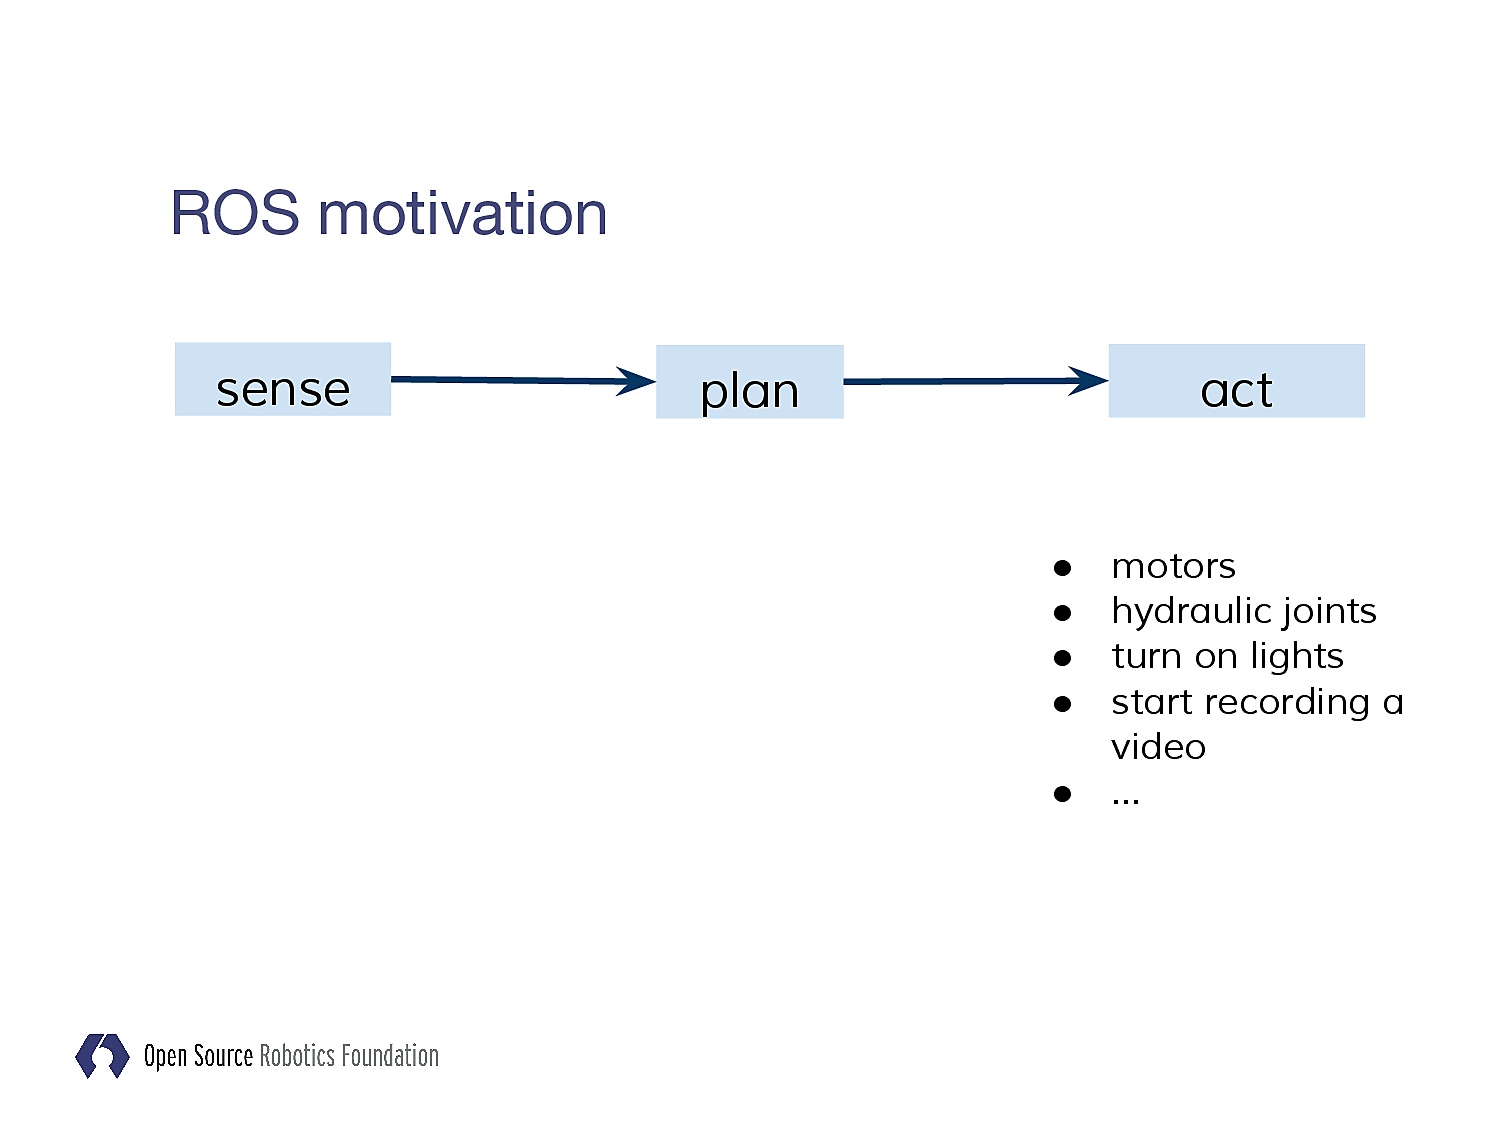 ROS motivation
sense
plan
act
● motors
● hydraulic joints
● turn on lights
● start recording a
video
● ...
Open Source Robotics Foundation